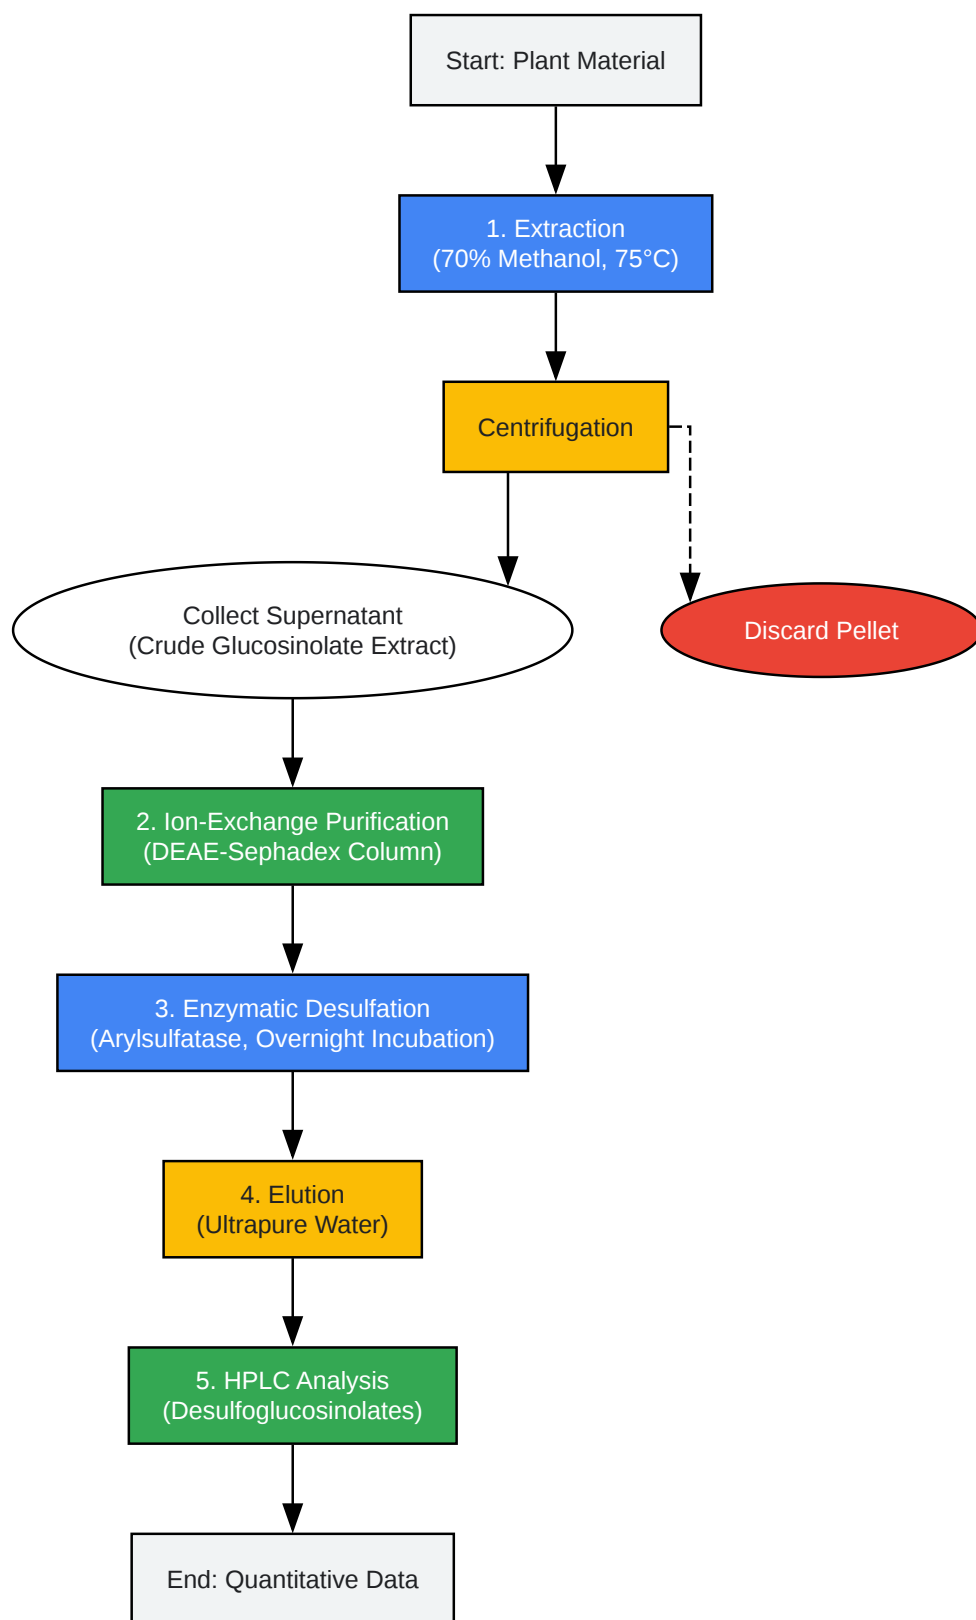 Start: Plant Material
1. Extraction
(70% Methanol, 75°C)
Centrifugation
Collect Supernatant
(Crude Glucosinolate Extract)
Discard Pellet
2. Ion-Exchange Purification
(DEAE-Sephadex Column)
3. Enzymatic Desulfation
(Arylsulfatase, Overnight Incubation)
4. Elution
(Ultrapure Water)
5. HPLC Analysis
(Desulfoglucosinolates)
End: Quantitative Data